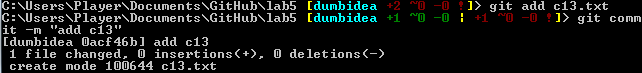 C:\Users\Player\Documents\GitHub\lab5 [dumbidea +2 ~0 -0 !]> git add c13.txt
C:\Users\Player\Documents\GitHub\lab5 [dumbidea +1 ~0 -0 | +1 ~0 -0 !]> git comm
it -m "add c13"
[dumbidea 0acf46b] add c13
 1 file changed, 0 insertions(+), 0 deletions(-)
 create mode 100644 c13.txt